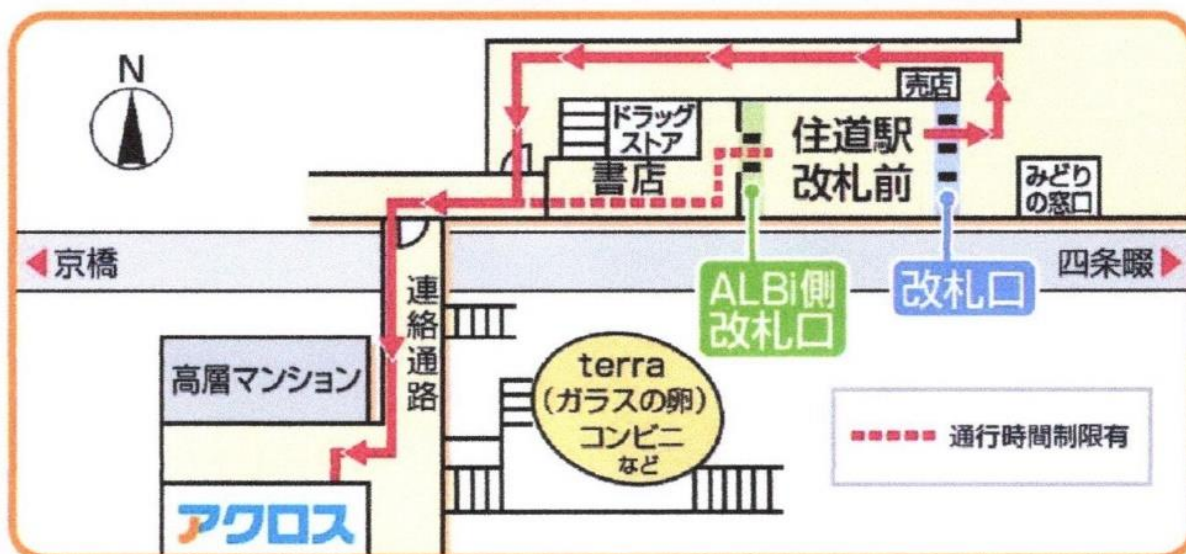 N
売店
ドラッグ
ストア
書店
住道駅
改札前
みどり
の窓口
京橋
四条畷
ALBi側
改札口
改札口
連絡通路
高層マンション
terra
(ガラスの卵)
コンビニ
など
通行時間制限有
アクロス